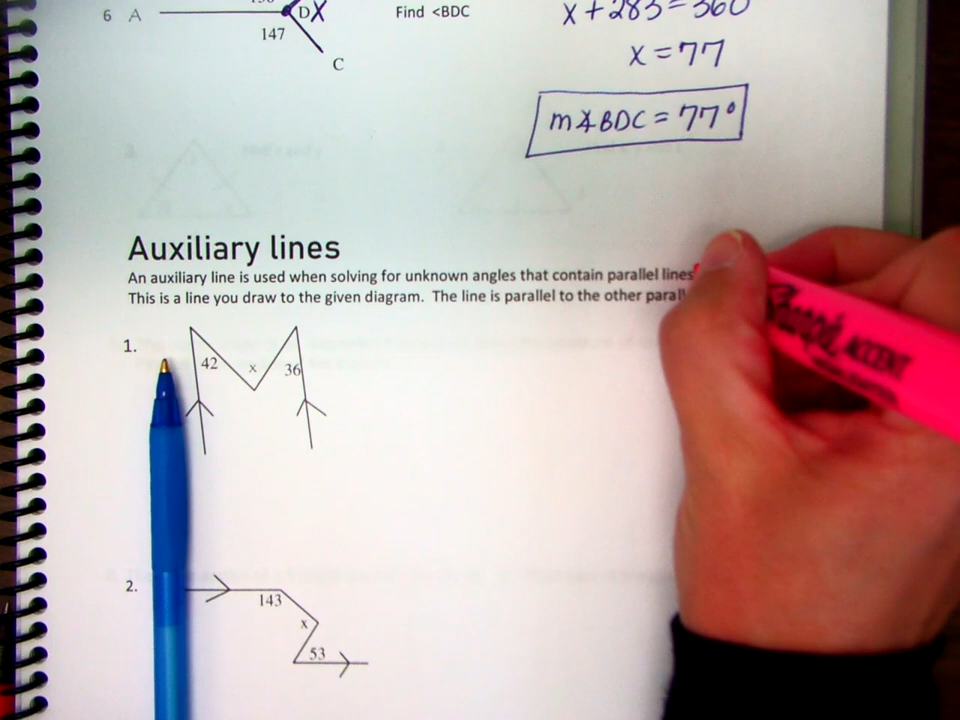 6 A DX Find <BDC x + 283 = 360
147 x = 77
C
m∡BDC = 77°
Auxiliary lines
An auxiliary line is used when solving for unknown angles that contain parallel lines
This is a line you draw to the given diagram. The line is parallel to the other
1. 42 x 36
Sharpie ACCENT
2. 143
x
53